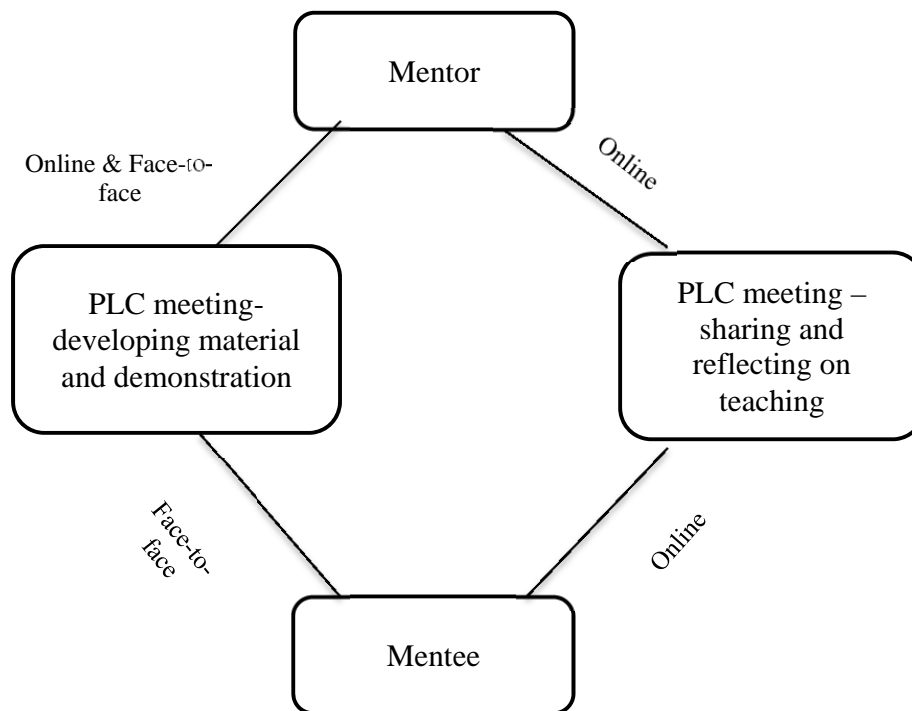 Mentor
Online & Face-to-
face
Online
PLC meeting-
developing material
and demonstration
PLC meeting –
sharing and
reflecting on
teaching
Face-to-
face
Online
Mentee